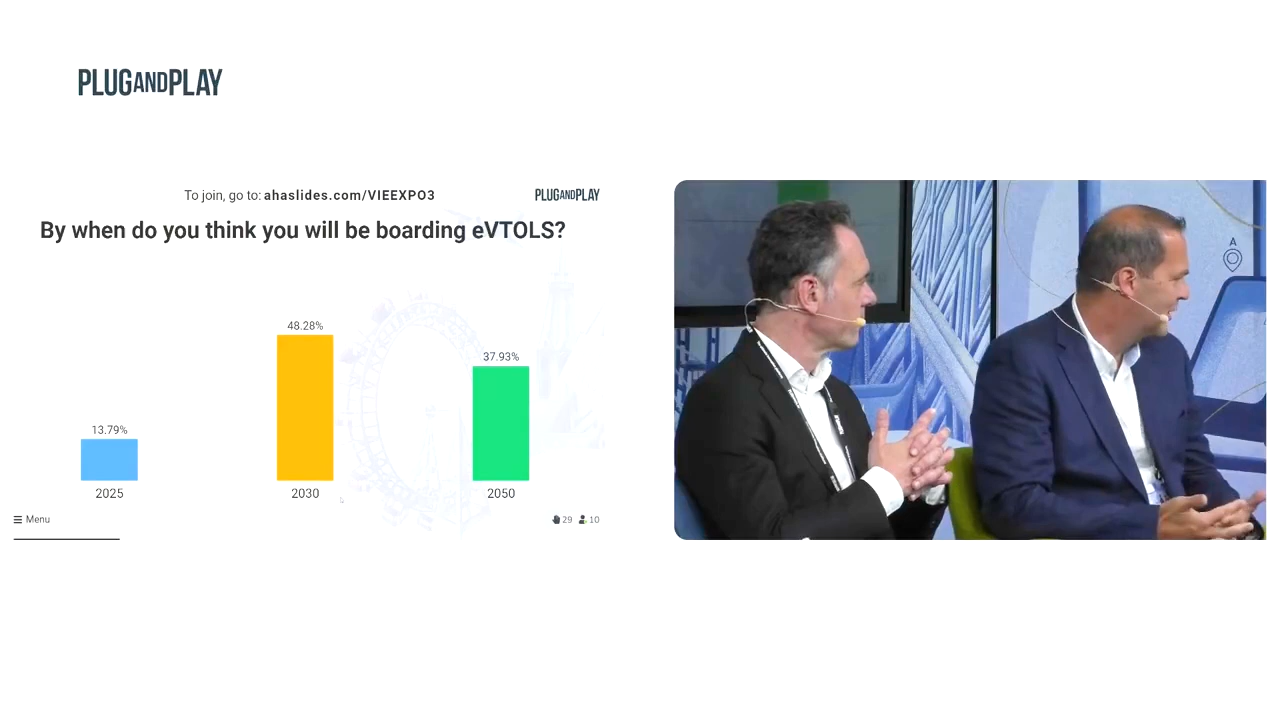 PLUGANDPLAY
To join, go to: ahaslides.com/VIEEXPO3
PLUGANDPLAY
By when do you think you will be boarding eVTOLS?
48.28%
37.93%
13.79%
2025
2030
2050
Menu
29
10
A